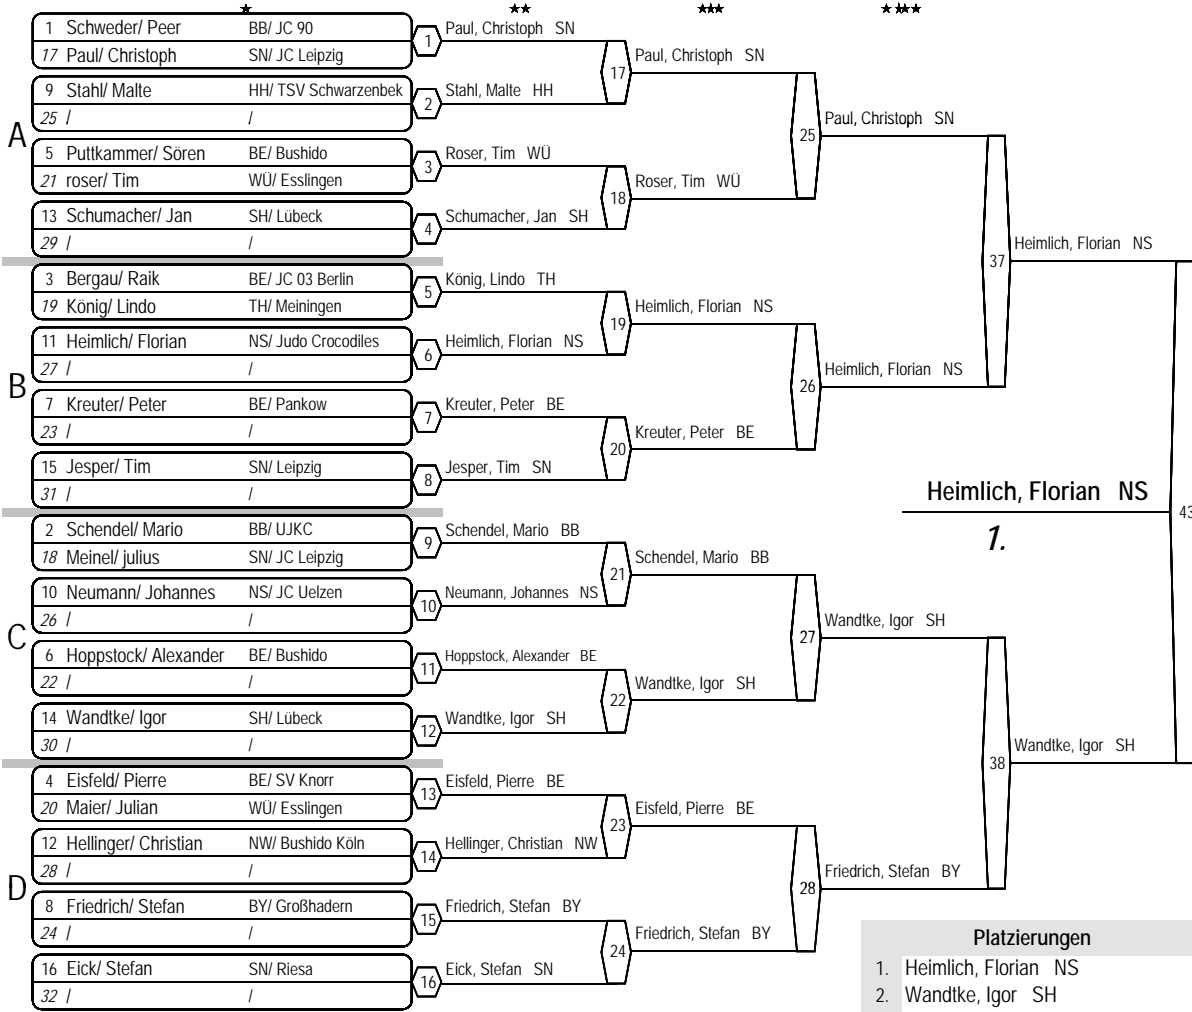 ★ ★★ ★★★ ★★★★
1 Schweder/ Peer BB/ JC 90
17 Paul/ Christoph SN/ JC Leipzig
1
Paul, Christoph SN
9 Stahl/ Malte HH/ TSV Schwarzenbek
25 / /
2
Stahl, Malte HH
17
Paul, Christoph SN
A
5 Puttkammer/ Sören BE/ Bushido
21 roser/ Tim WÜ/ Esslingen
3
Roser, Tim WÜ
13 Schumacher/ Jan SH/ Lübeck
29 / /
4
Schumacher, Jan SH
18
Roser, Tim WÜ
25
Paul, Christoph SN
3 Bergau/ Raik BE/ JC 03 Berlin
19 König/ Lindo TH/ Meiningen
5
König, Lindo TH
11 Heimlich/ Florian NS/ Judo Crocodiles
27 / /
6
Heimlich, Florian NS
19
Heimlich, Florian NS
B
7 Kreuter/ Peter BE/ Pankow
23 / /
7
Kreuter, Peter BE
15 Jesper/ Tim SN/ Leipzig
31 / /
8
Jesper, Tim SN
20
Kreuter, Peter BE
26
Heimlich, Florian NS
37
Heimlich, Florian NS
2 Schendel/ Mario BB/ UJKC
18 Meinel/ julius SN/ JC Leipzig
9
Schendel, Mario BB
10 Neumann/ Johannes NS/ JC Uelzen
26 / /
10
Neumann, Johannes NS
21
Schendel, Mario BB
C
6 Hoppstock/ Alexander BE/ Bushido
22 / /
11
Hoppstock, Alexander BE
14 Wandtke/ Igor SH/ Lübeck
30 / /
12
Wandtke, Igor SH
22
Wandtke, Igor SH
27
Wandtke, Igor SH
4 Eisfeld/ Pierre BE/ SV Knorr
20 Maier/ Julian WÜ/ Esslingen
13
Eisfeld, Pierre BE
12 Hellinger/ Christian NW/ Bushido Köln
28 / /
14
Hellinger, Christian NW
23
Eisfeld, Pierre BE
D
8 Friedrich/ Stefan BY/ Großhadern
24 / /
15
Friedrich, Stefan BY
16 Eick/ Stefan SN/ Riesa
32 / /
16
Eick, Stefan SN
24
Friedrich, Stefan BY
28
Friedrich, Stefan BY
38
Wandtke, Igor SH
43
Heimlich, Florian NS
1.
Platzierungen
1. Heimlich, Florian NS
2. Wandtke, Igor SH